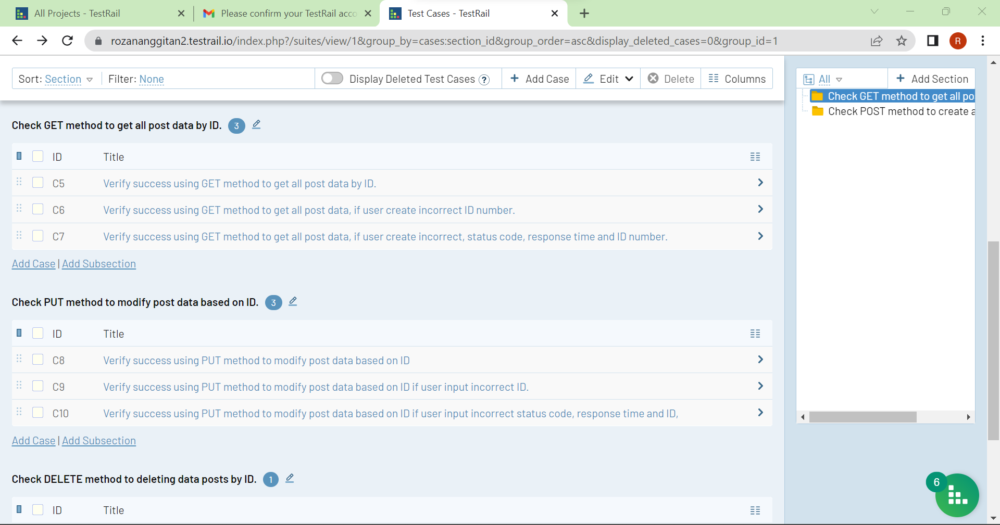 All Projects - TestRail
Please confirm your TestRail acco
Test Cases - TestRail
rozananggitan2.testrail.io/index.php?/suites/view/1&group_by=cases:section_id&group_order=asc&display_deleted_cases=0&group_id=1
R
Sort: Section
Filter: None
Display Deleted Test Cases ?
+ Add Case
Edit
Delete
Columns
All
+ Add Section
Check GET method to get all po
Check POST method to create a
Check GET method to get all post data by ID. 3
ID Title
C5 Verify success using GET method to get all post data by ID.
C6 Verify success using GET method to get all post data, if user create incorrect ID number.
C7 Verify success using GET method to get all post data, if user create incorrect, status code, response time and ID number.
Add Case | Add Subsection
Check PUT method to modify post data based on ID. 3
ID Title
C8 Verify success using PUT method to modify post data based on ID
C9 Verify success using PUT method to modify post data based on ID if user input incorrect ID.
C10 Verify success using PUT method to modify post data based on ID if user input incorrect status code, response time and ID,
Add Case | Add Subsection
Check DELETE method to deleting data posts by ID. 1
ID Title
6